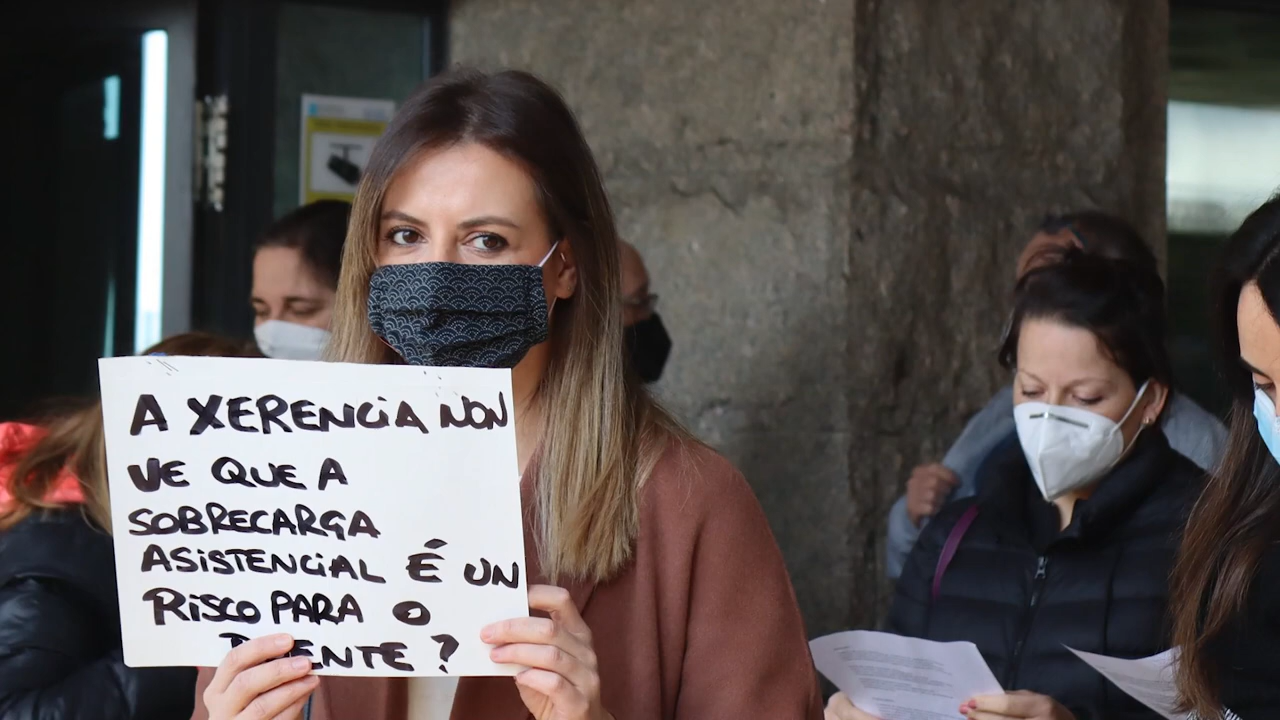 A XERENCIA NON
VE QUE A
SOBRECARGA
ASISTENCIAL É UN
RISCO PARA O
?